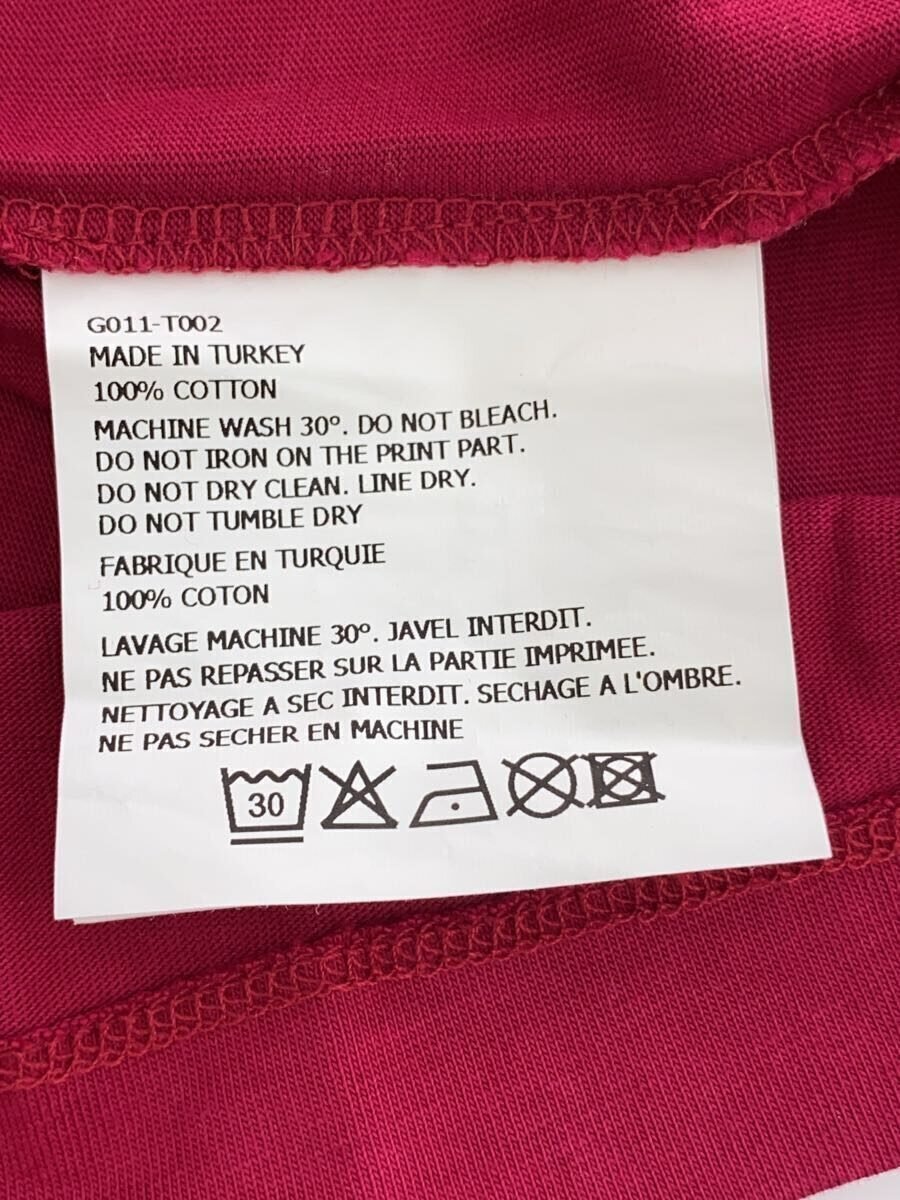 G011-T002
MADE IN TURKEY
100% COTTON
MACHINE WASH 30°. DO NOT BLEACH.
DO NOT IRON ON THE PRINT PART.
DO NOT DRY CLEAN. LINE DRY.
DO NOT TUMBLE DRY
FABRIQUE EN TURQUIE
100% COTON
LAVAGE MACHINE 30°. JAVEL INTERDIT.
NE PAS REPASSER SUR LA PARTIE IMPRIMEE.
NETTOYAGE A SEC INTERDIT. SECHAGE A L'OMBRE.
NE PAS SECHER EN MACHINE
30